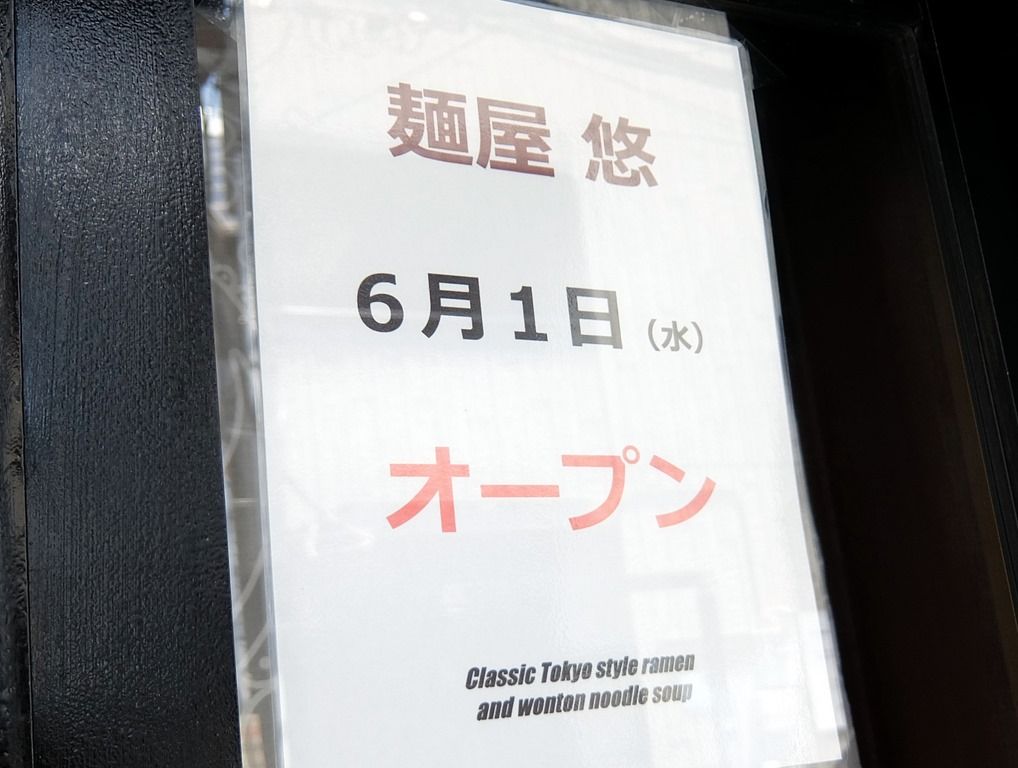 麺屋 悠
6月1日（水）
オープン
Classic Tokyo style ramen
and wonton noodle soup